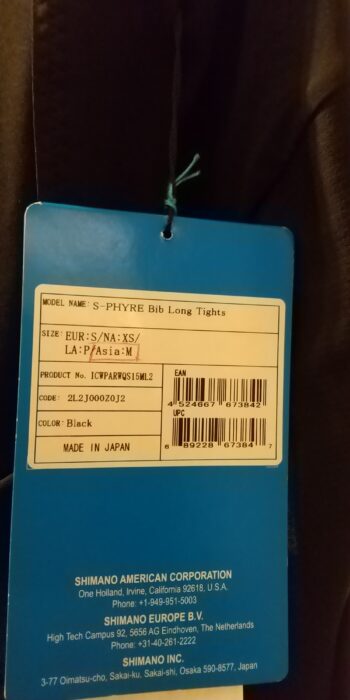 MODEL NAME: S-PHYRE Bib Long Tights
SIZE: EUR:S/NA:XS/
LA:P/Asia:M
PRODUCT No. ICWPARWQS15ML2
CODE: 2L2J000Z0J2
COLOR: Black
MADE IN JAPAN
EAN
4 524667 673842
UPC
6 89228 67384 7
SHIMANO AMERICAN CORPORATION
One Holland, Irvine, California 92618, U.S.A.
Phone: +1-949-951-5003
SHIMANO EUROPE B.V.
High Tech Campus 92, 5656 AG Eindhoven, The Netherlands
Phone: +31-40-261-2222
SHIMANO INC.
3-77 Oimatsu-cho, Sakai-ku, Sakai-shi, Osaka 590-8577, Japan